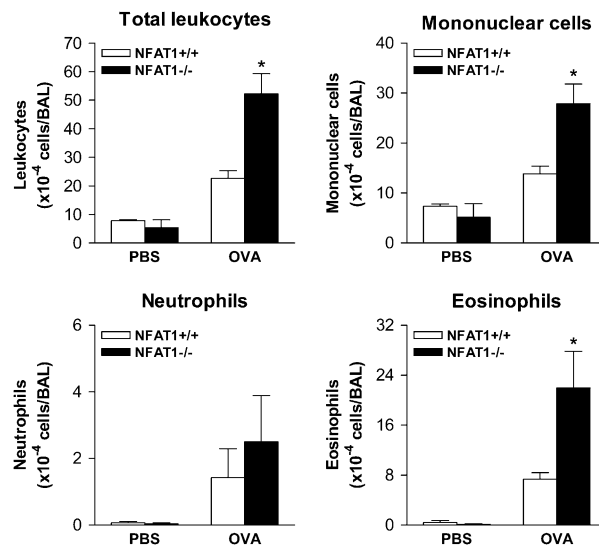 Total leukocytes
NFAT1+/+
NFAT1-/-
Leukocytes
(x10-4 cells/BAL)
70
60
50
40
30
20
10
0
*
PBS
OVA
Mononuclear cells
NFAT1+/+
NFAT1-/-
Mononuclear cells
(x10-4 cells/BAL)
40
30
20
10
0
*
PBS
OVA
Neutrophils
NFAT1+/+
NFAT1-/-
Neutrophils
(x10-4 cells/BAL)
6
4
2
0
PBS
OVA
Eosinophils
NFAT1+/+
NFAT1-/-
Eosinophils
(x10-4 cells/BAL)
32
24
16
8
0
*
PBS
OVA